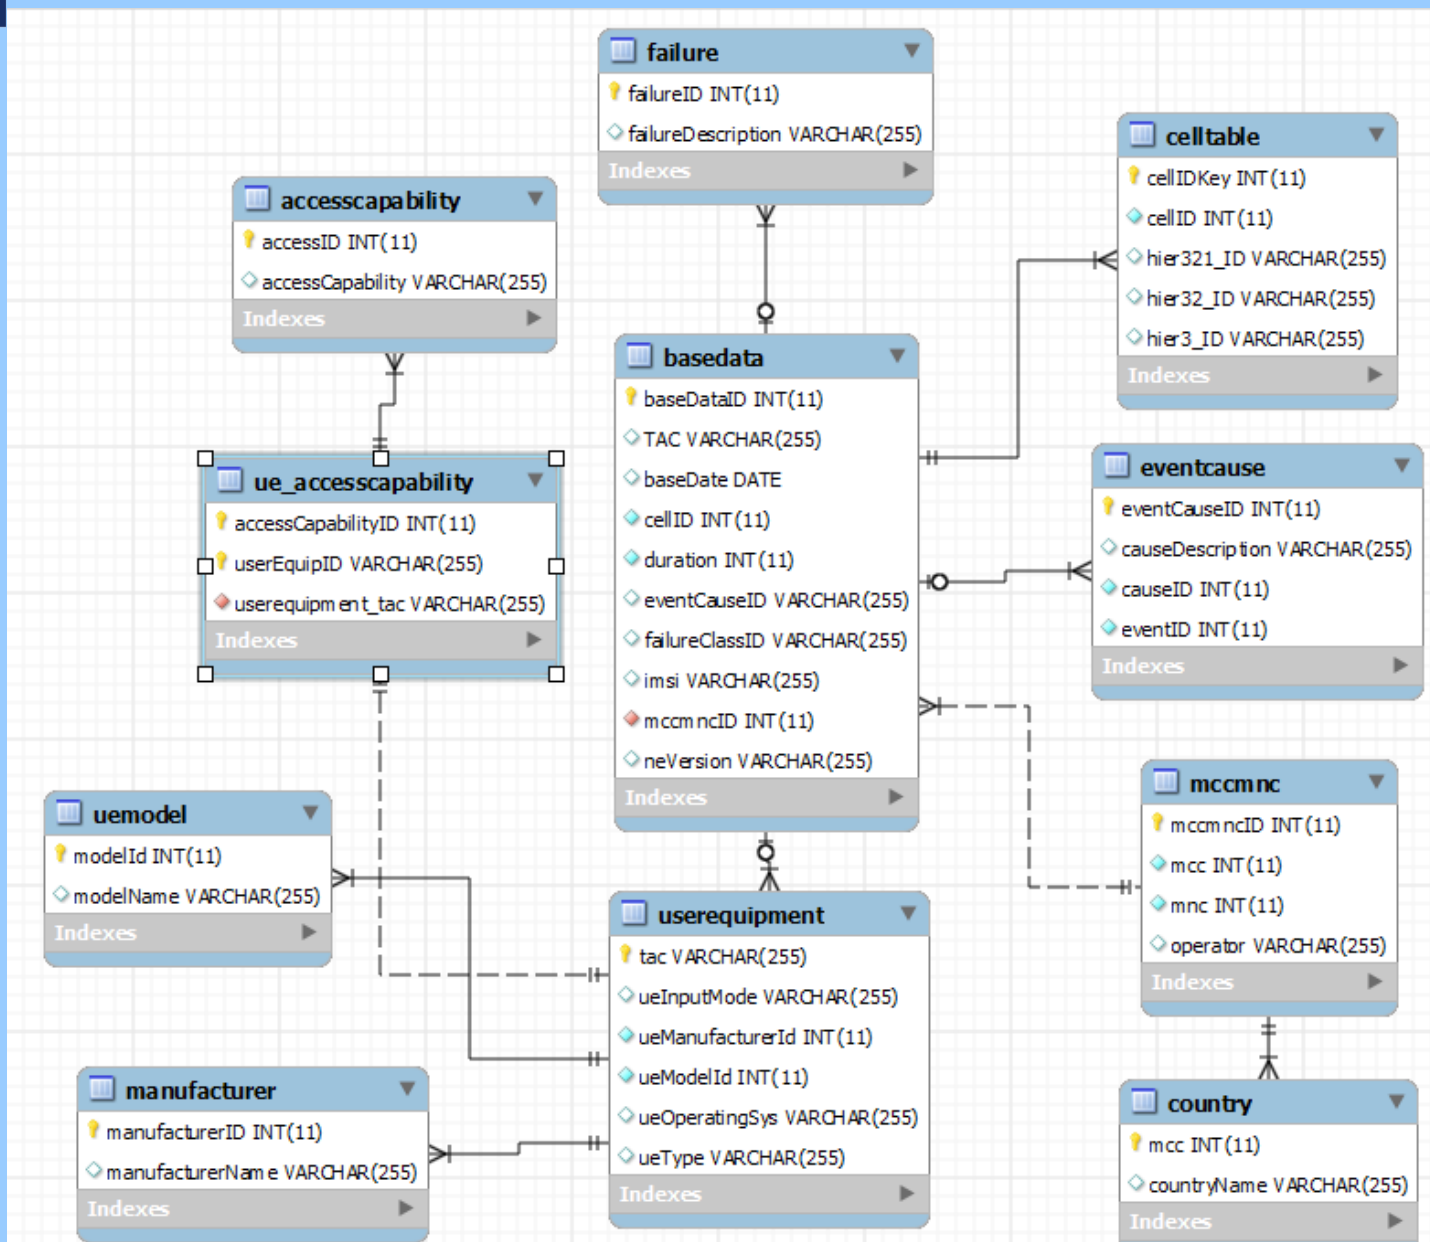 failure
failureID INT(11)
failureDescription VARCHAR(255)
Indexes
celltable
cellIDKey INT(11)
cellID INT(11)
hier321_ID VARCHAR(255)
hier32_ID VARCHAR(255)
hier3_ID VARCHAR(255)
Indexes
accesscapability
accessID INT(11)
accessCapability VARCHAR(255)
Indexes
basedata
baseDataID INT(11)
TAC VARCHAR(255)
baseDate DATE
cellID INT(11)
duration INT(11)
eventCauseID VARCHAR(255)
failureClassID VARCHAR(255)
imsi VARCHAR(255)
mccmncID INT(11)
neVersion VARCHAR(255)
Indexes
eventcause
eventCauseID INT(11)
causeDescription VARCHAR(255)
causeID INT(11)
eventID INT(11)
Indexes
ue_accesscapability
accessCapabilityID INT(11)
userEquipID VARCHAR(255)
userequipment_tac VARCHAR(255)
Indexes
uemodel
modelId INT(11)
modelName VARCHAR(255)
Indexes
mccmnc
mccmncID INT(11)
mcc INT(11)
mnc INT(11)
operator VARCHAR(255)
Indexes
userequipment
tac VARCHAR(255)
ueInputMode VARCHAR(255)
ueManufacturerId INT(11)
ueModelId INT(11)
ueOperatingSys VARCHAR(255)
ueType VARCHAR(255)
Indexes
manufacturer
manufacturerID INT(11)
manufacturerName VARCHAR(255)
Indexes
country
mcc INT(11)
countryName VARCHAR(255)
Indexes